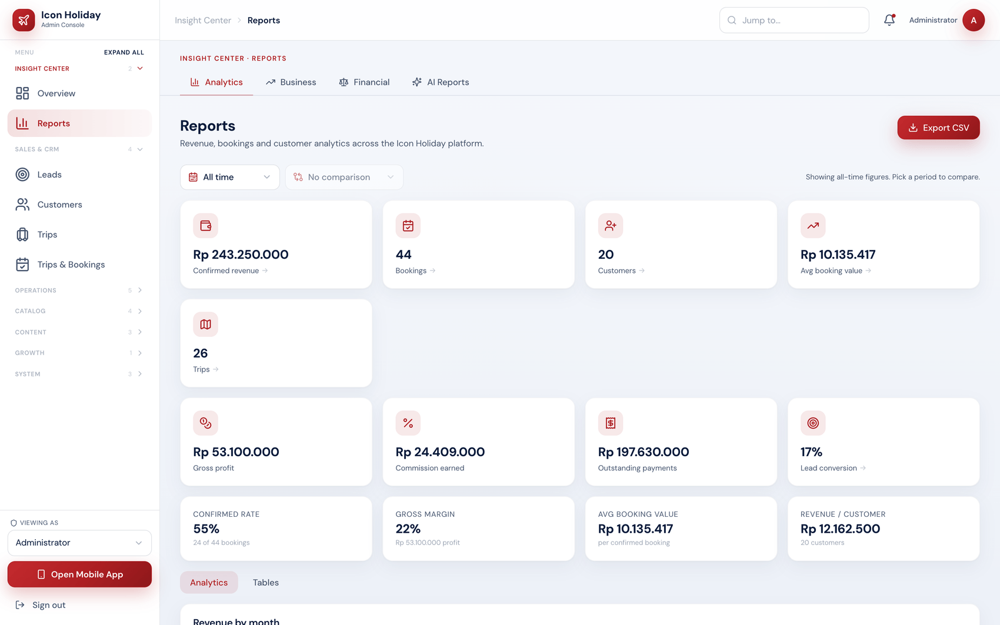 Icon Holiday
Admin Console
MENU
EXPAND ALL
INSIGHT CENTER
2
Overview
Reports
SALES & CRM
4
Leads
Customers
Trips
Trips & Bookings
OPERATIONS
5
CATALOG
4
CONTENT
3
GROWTH
1
SYSTEM
3
VIEWING AS
Administrator
Open Mobile App
Sign out
Insight Center
Reports
Jump to...
Administrator
A
INSIGHT CENTER · REPORTS
Analytics
Business
Financial
AI Reports
Reports
Revenue, bookings and customer analytics across the Icon Holiday platform.
Export CSV
All time
No comparison
Showing all-time figures. Pick a period to compare.
Rp 243.250.000
Confirmed revenue →
44
Bookings →
20
Customers →
Rp 10.135.417
Avg booking value →
26
Trips →
Rp 53.100.000
Gross profit
Rp 24.409.000
Commission earned
Rp 197.630.000
Outstanding payments
17%
Lead conversion →
CONFIRMED RATE
55%
24 of 44 bookings
GROSS MARGIN
22%
Rp 53.100.000 profit
AVG BOOKING VALUE
Rp 10.135.417
per confirmed booking
REVENUE / CUSTOMER
Rp 12.162.500
20 customers
Analytics
Tables
Revenue by month